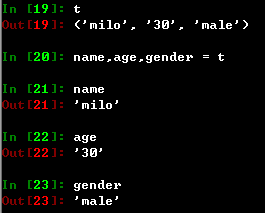 In [19]: t
Out[19]: ('milo', '30', 'male')
In [20]: name,age,gender = t
In [21]: name
Out[21]: 'milo'
In [22]: age
Out[22]: '30'
In [23]: gender
Out[23]: 'male'